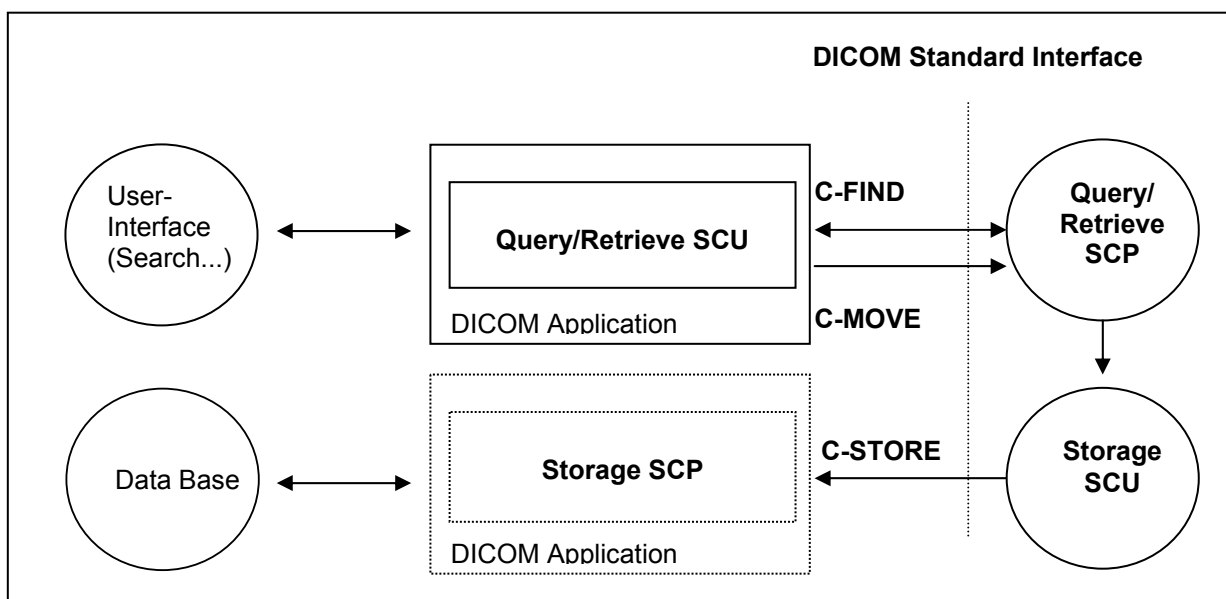 DICOM Standard Interface
User-
Interface
(Search...)
Query/Retrieve SCU
DICOM Application
C-FIND
C-MOVE
Query/
Retrieve
SCP
Data Base
Storage SCP
DICOM Application
C-STORE
Storage
SCU